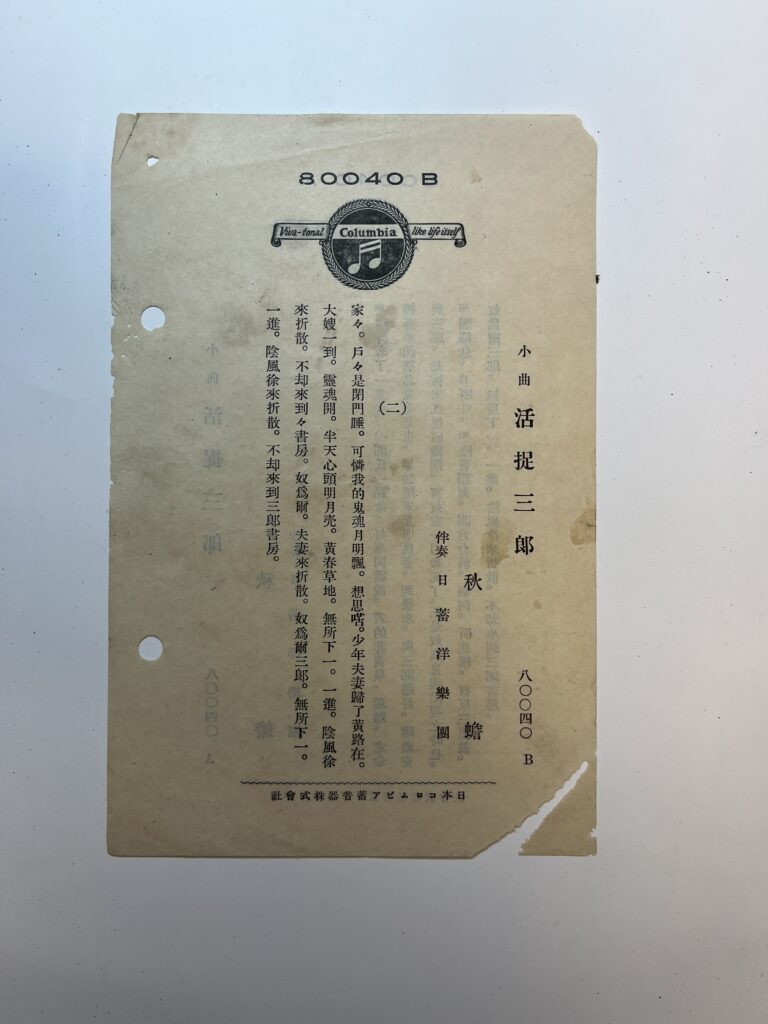 80040 B
Viva-tonal Columbia like life itself
小曲 活捉三郎 八〇〇四〇 B
秋蟾
伴奏 日蓄洋樂團
(二)
家々。戶々是閉門睡。可憐我的鬼魂月明飄。想思喏。少年夫妻歸了黃路在。
大嫂一到。靈魂開。半天心頭明月売。黃春草地。無所下一。一進。陰風徐
來折散。不却來到々書房。奴爲爾。夫妻來折散。奴爲爾三郎。無所下一。
一進。陰風徐來折散。不却來到三郎書房。
日本コロムビア蓄音器株式會社